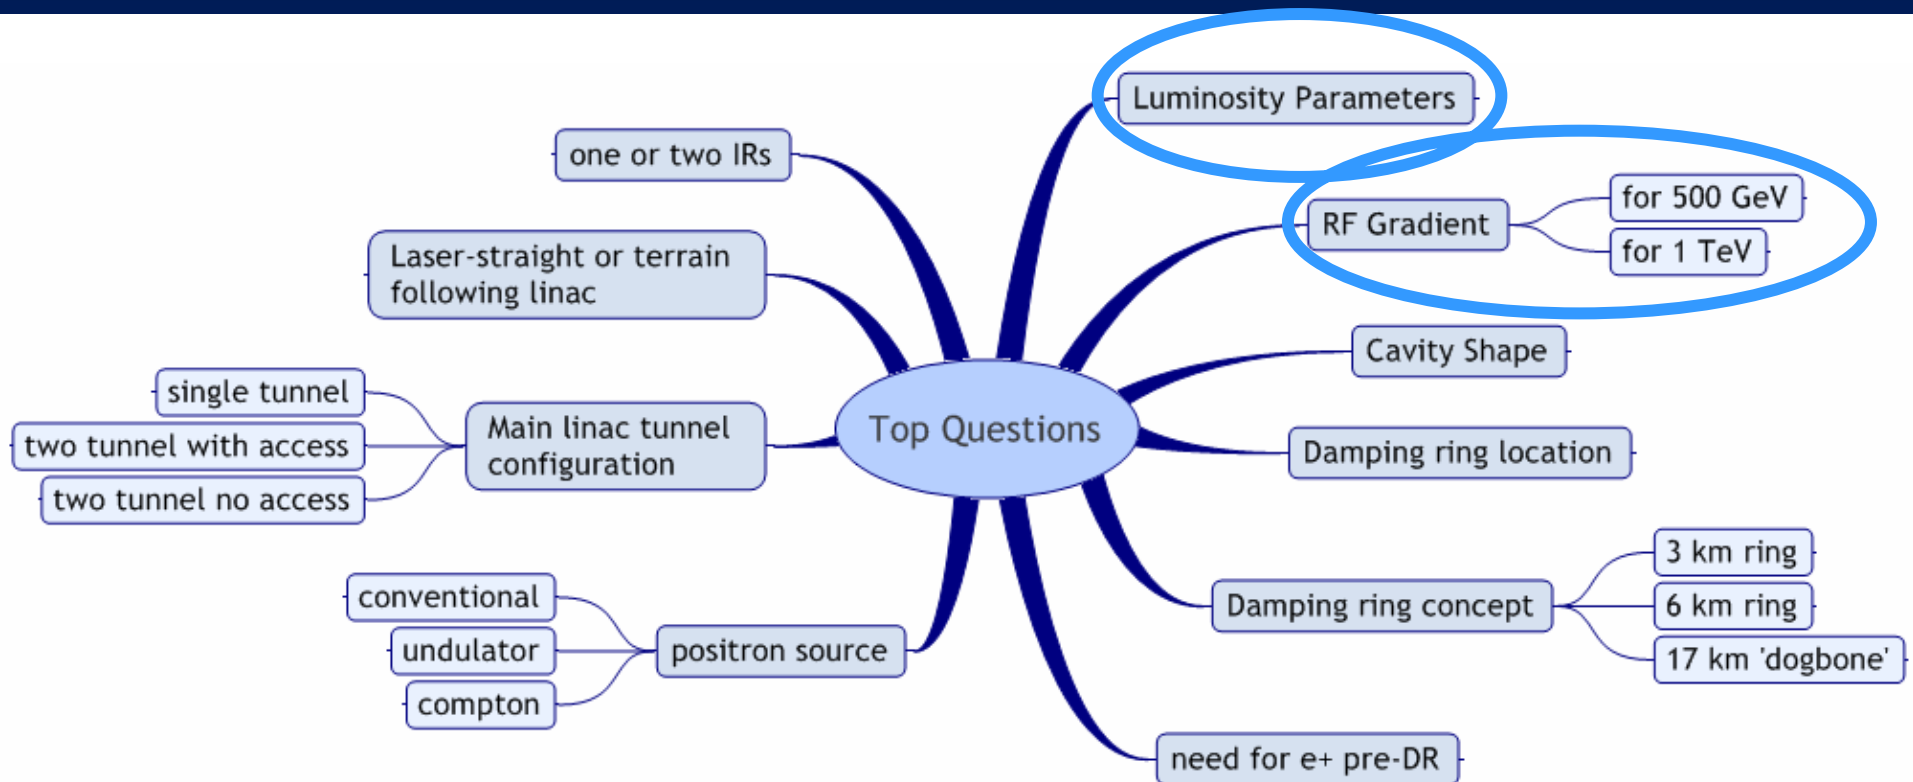 Luminosity Parameters
one or two IRs
for 500 GeV
RF Gradient
for 1 TeV
Laser-straight or terrain
following linac
Cavity Shape
single tunnel
Top Questions
Main linac tunnel
configuration
two tunnel with access
two tunnel no access
Damping ring location
3 km ring
Damping ring concept
6 km ring
17 km 'dogbone'
conventional
undulator
positron source
compton
need for e+ pre-DR